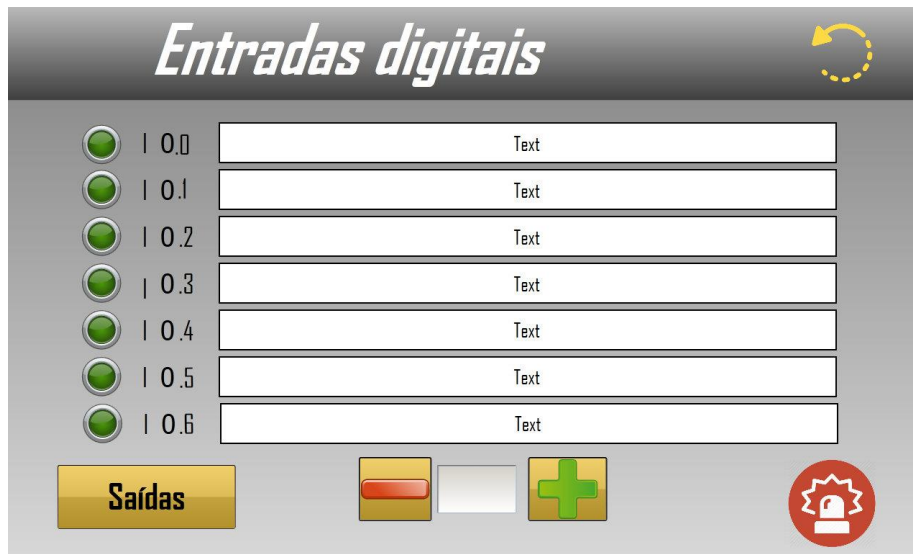 Entradas digitais
I 0.0 Text
I 0.1 Text
I 0.2 Text
I 0.3 Text
I 0.4 Text
I 0.5 Text
I 0.6 Text
Saídas